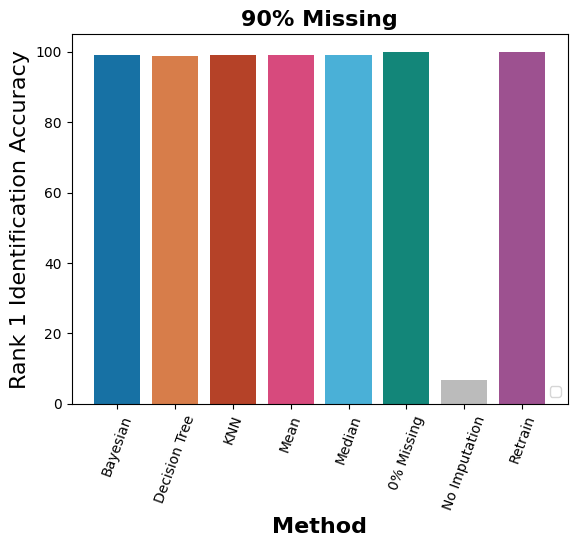 90% Missing
Rank 1 Identification Accuracy
100
80
60
40
20
0
Bayesian
Decision Tree
KNN
Mean
Median
0% Missing
No Imputation
Retrain
Method